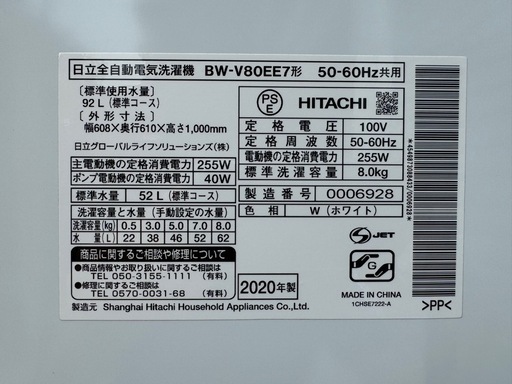 日立全自動電気洗濯機 BW-V80EE7形 50-60Hz共用
〔標準使用水量〕
92 L (標準コース)
〔外形寸法〕
幅608×奥行610×高さ1,000mm
日立グローバルライフソリューションズ(株)
主電動機の定格消費電力 255W
ポンプ電動機の定格消費電力 40W
標準水量 52 L (標準コース)
洗濯容量と水量 (手動設定の水量)
洗濯容量(kg) 0.5 3.0 5.0 7.0 8.0
水量(L) 22 38 46 52 62
商品に関するご相談や修理について
●商品のお取り扱いに関するご相談
TEL 050-3155-1111 (有料)
●修理に関するご相談
TEL 0570-0031-68 (有料)
製造元 Shanghai Hitachi Household Appliances Co.,Ltd.
PS
E
HITACHI
定格電圧 100V
定格周波数 50-60Hz
電動機の定格消費電力 255W
標準洗濯容量 8.0kg
製造番号 0006928
色相 W (ホワイト)
2020年製
S-JET
G
MADE IN CHINA
1CHSE7222-A
>PP<